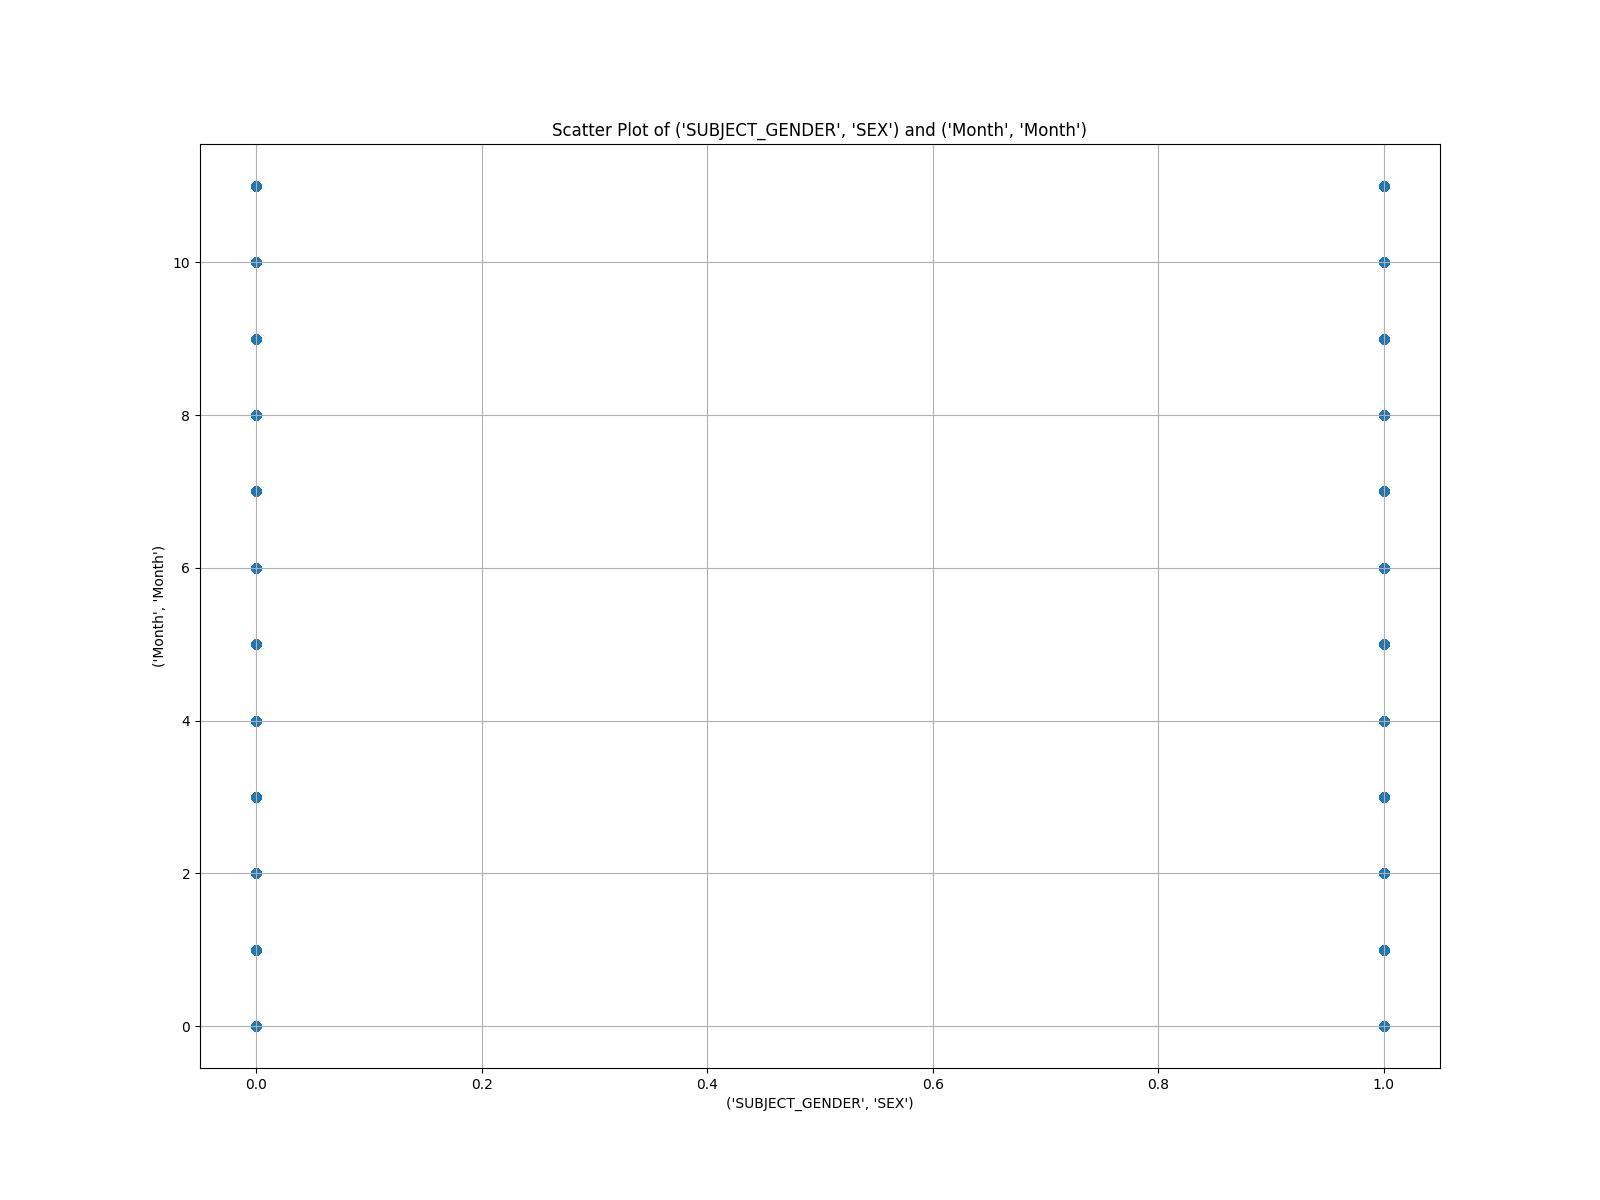 Scatter Plot of ('SUBJECT_GENDER', 'SEX') and ('Month', 'Month')
10
8
6
4
2
0
('Month', 'Month')
0.0 0.2 0.4 0.6 0.8 1.0
('SUBJECT_GENDER', 'SEX')